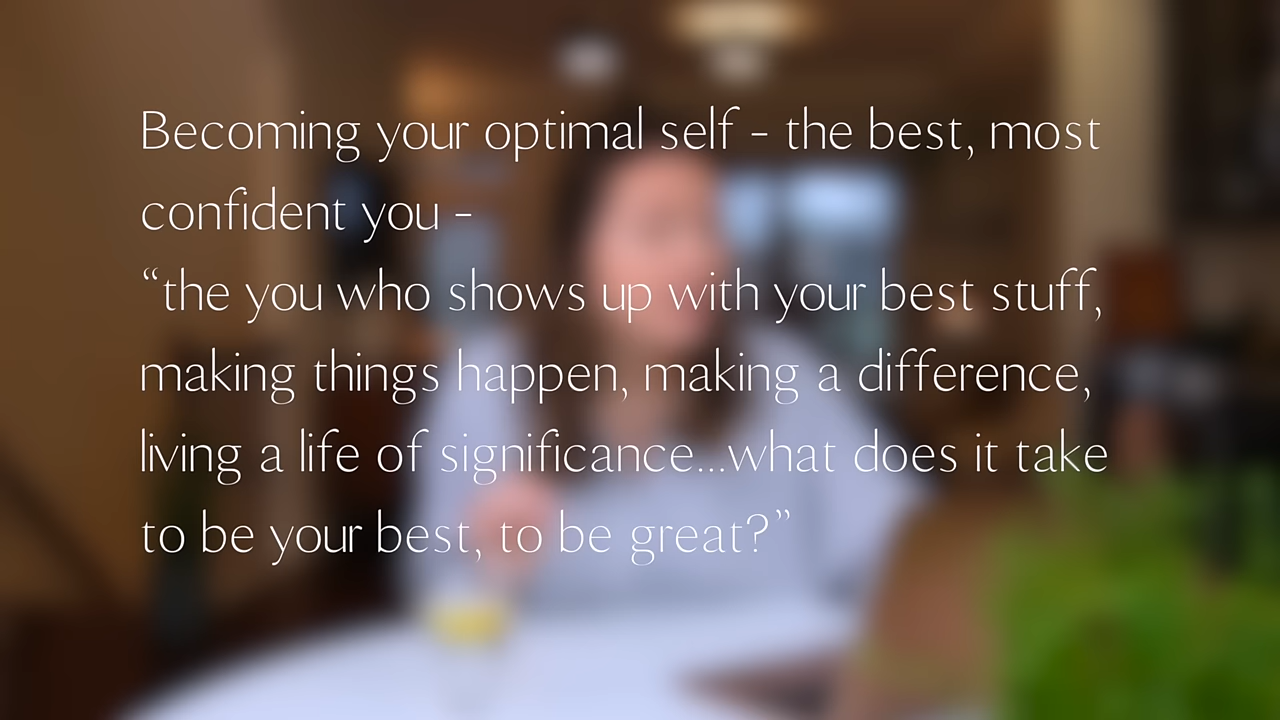 Becoming your optimal self - the best, most
confident you -
“the you who shows up with your best stuff,
making things happen, making a difference,
living a life of significance...what does it take
to be your best, to be great?”